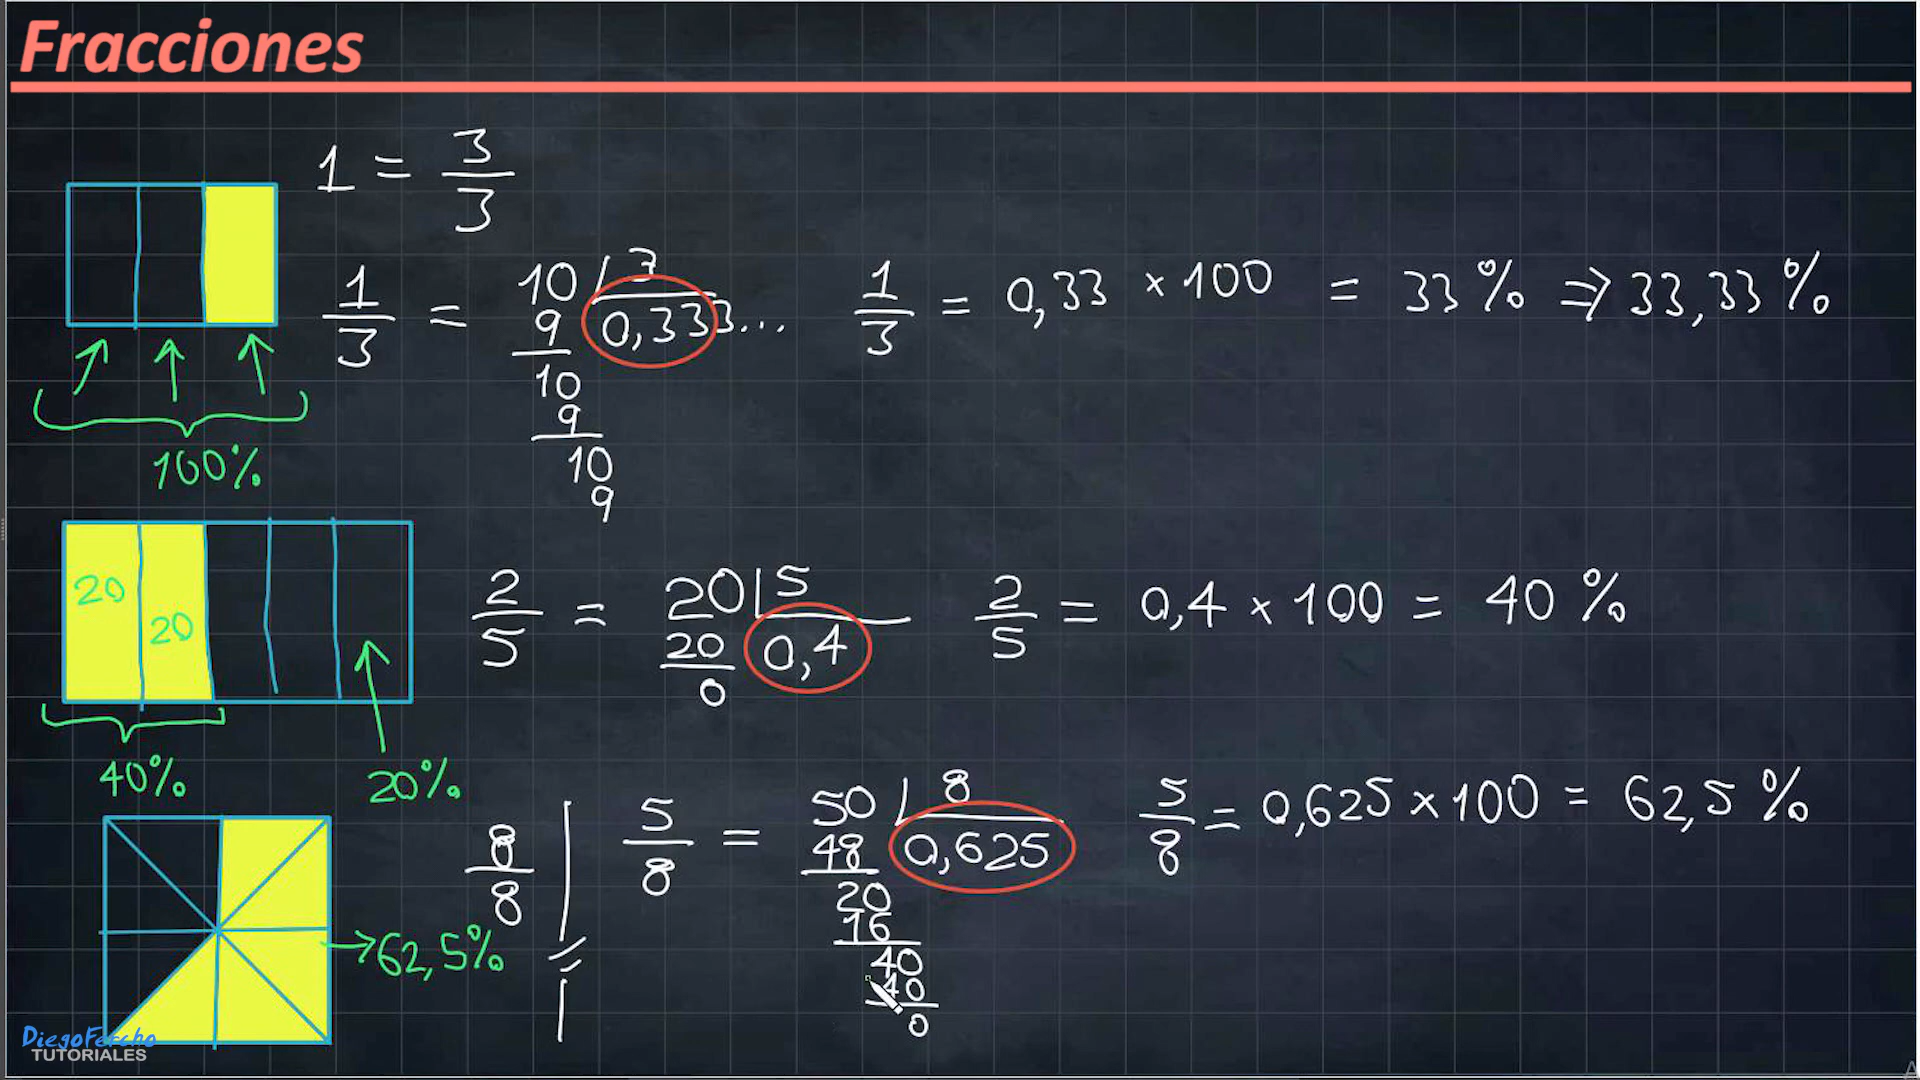 Fracciones
1 = 3/3
1/3 = 10 | 3
9 0,333...
10
9
10
9
1/3 = 0,33 × 100 = 33 % ⇒ 33,33 %
100%
20
20
40%
20%
2/5 = 20 | 5
20 0,4
0
2/5 = 0,4 × 100 = 40 %
8/8
5/8 = 50 | 8
48 0,625
20
16
40
40
0
5/8 = 0,625 × 100 = 62,5 %
→ 62,5%
DiegoFercho
TUTORIALES